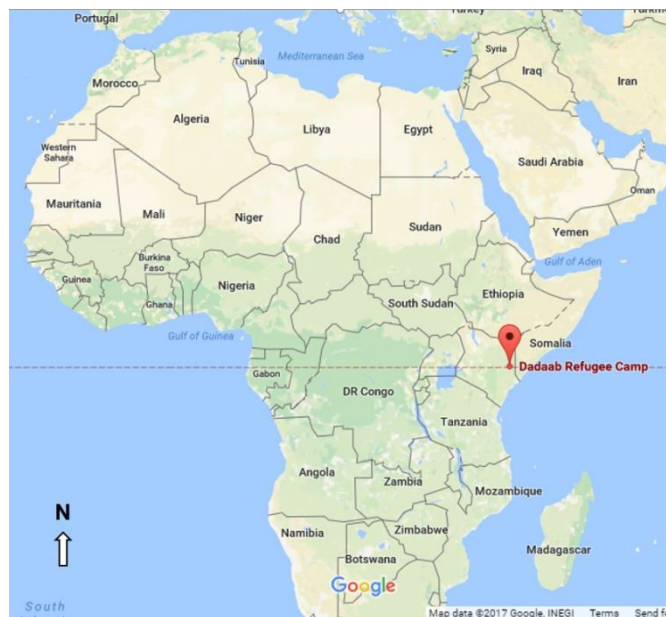 Portugal
Turkey
Turkm
Mediterranean Sea
Tunisia
Syria
Iraq
Iran
Morocco
Algeria
Libya
Egypt
Western
Sahara
Saudi Arabia
Oman
Mauritania
Mali
Niger
Chad
Sudan
Yemen
Gulf of Aden
Burkina
Faso
Guinea
Ghana
Nigeria
South Sudan
Ethiopia
Gulf of Guinea
Somalia
Dadaab Refugee Camp
Gabon
DR Congo
Tanzania
Angola
Zambia
Mozambique
N
Namibia
Zimbabwe
Botswana
Madagascar
Google
South
Map data ©2017 Google, INEGI Terms Send fe